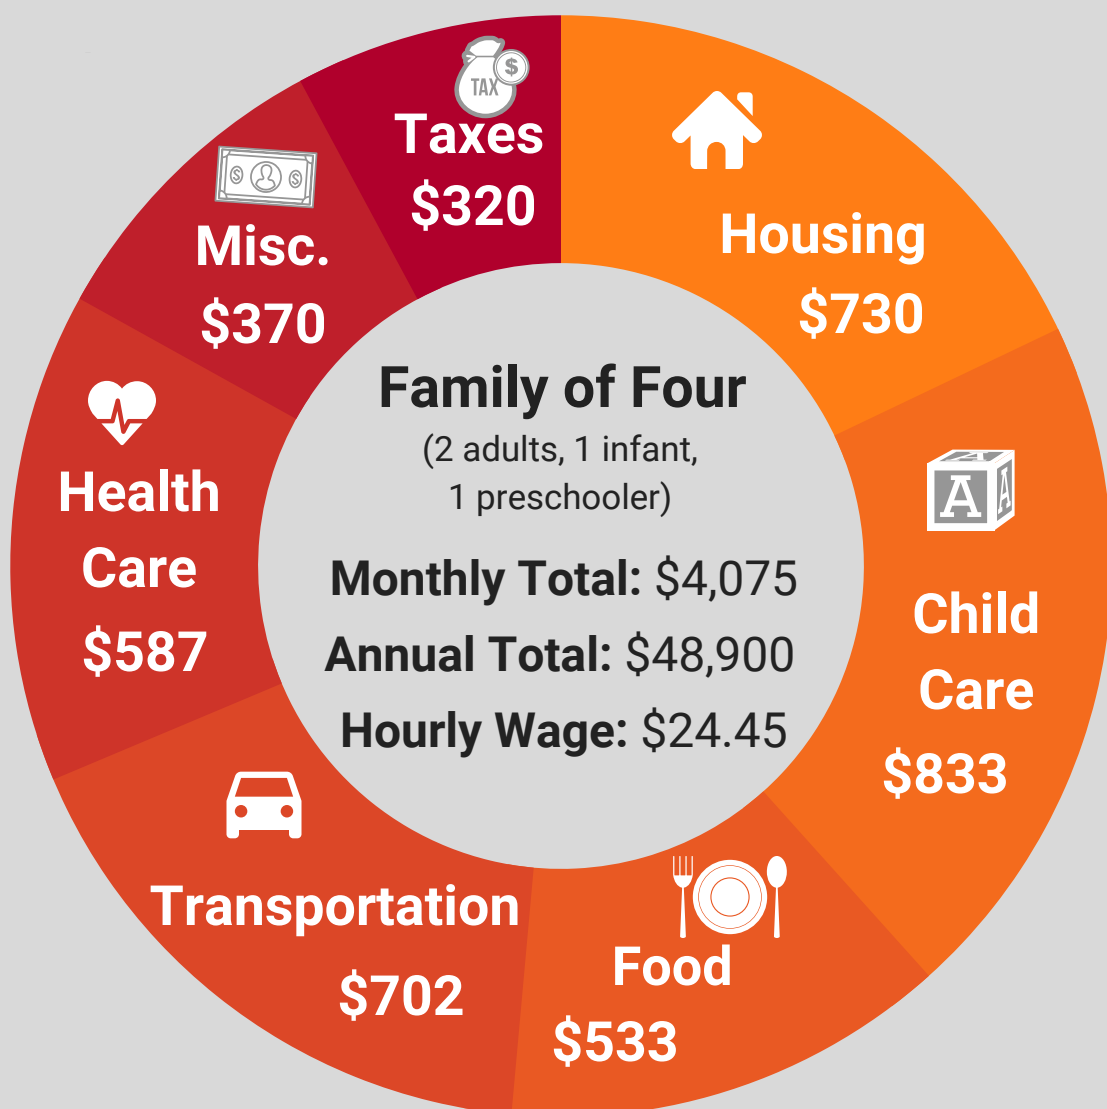 TAX
$
Taxes
$320
Housing
$730
$ $
Misc.
$370
Family of Four
(2 adults, 1 infant,
1 preschooler)
Monthly Total: $4,075
Annual Total: $48,900
Hourly Wage: $24.45
Health
Care
$587
A A A
Child
Care
$833
Transportation
$702
Food
$533